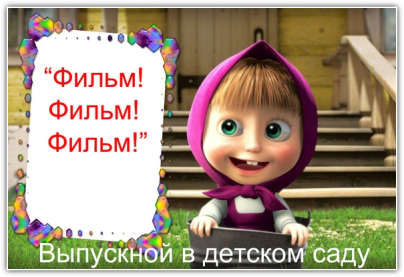 “Фильм!
Фильм!
Фильм!”
Выпускной в детском саду